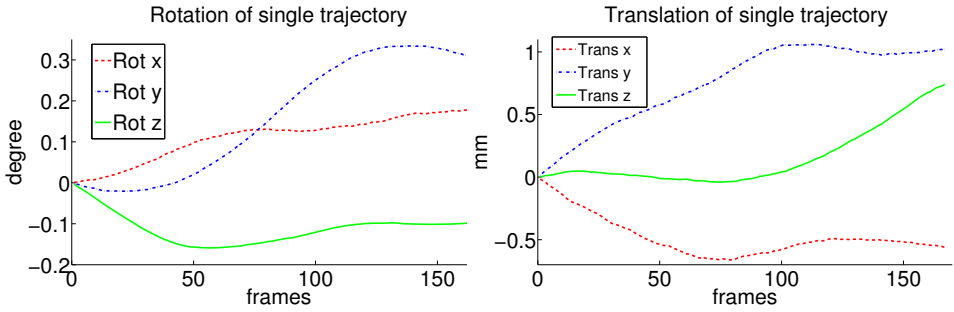 Rotation of single trajectory
degree
0.3
0.2
0.1
0
−0.1
−0.2
Rot x
Rot y
Rot z
0 50 100 150
frames
Translation of single trajectory
mm
1
0.5
0
−0.5
Trans x
Trans y
Trans z
0 50 100 150
frames